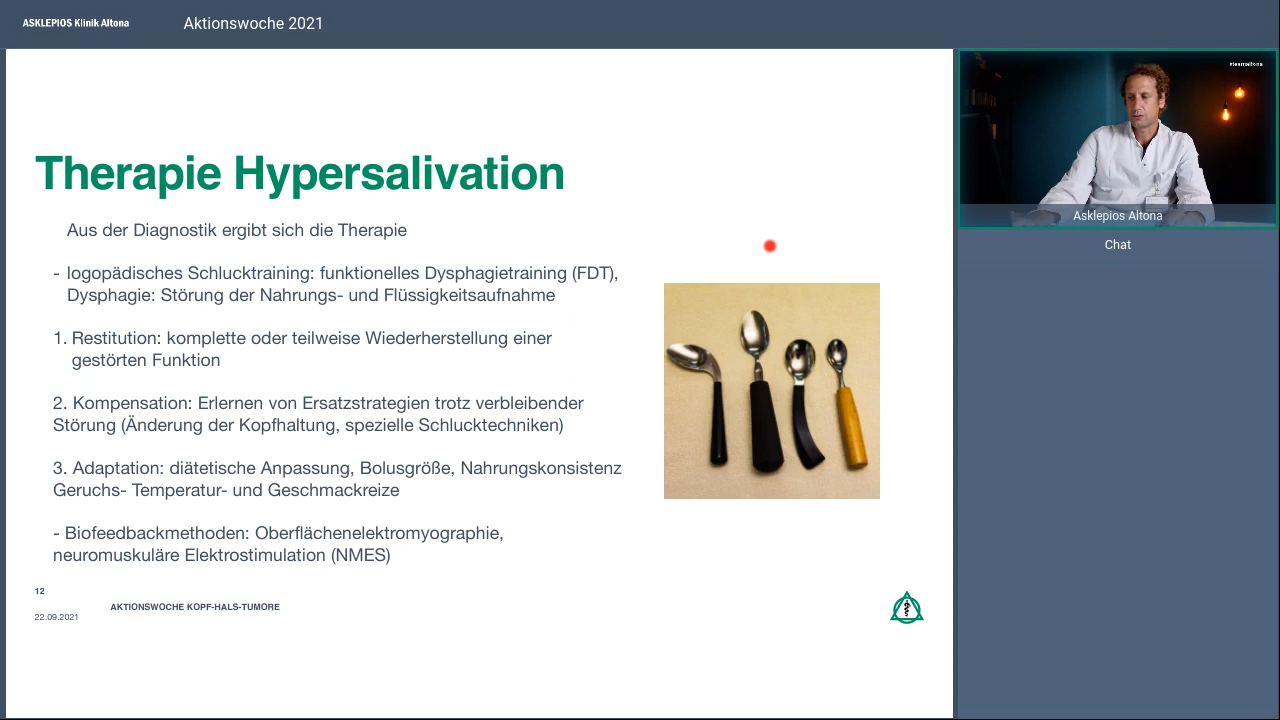 ASKLEPIOS Klinik Altona
Aktionswoche 2021
#teamaltona
Asklepios Altona
Chat
Therapie Hypersalivation
Aus der Diagnostik ergibt sich die Therapie
- logopädisches Schlucktraining: funktionelles Dysphagietraining (FDT),
Dysphagie: Störung der Nahrungs- und Flüssigkeitsaufnahme
1. Restitution: komplette oder teilweise Wiederherstellung einer
gestörten Funktion
2. Kompensation: Erlernen von Ersatzstrategien trotz verbleibender
Störung (Änderung der Kopfhaltung, spezielle Schlucktechniken)
3. Adaptation: diätetische Anpassung, Bolusgröße, Nahrungskonsistenz
Geruchs- Temperatur- und Geschmackreize
- Biofeedbackmethoden: Oberflächenelektromyographie,
neuromuskuläre Elektrostimulation (NMES)
12
AKTIONSWOCHE KOPF-HALS-TUMORE
22.09.2021